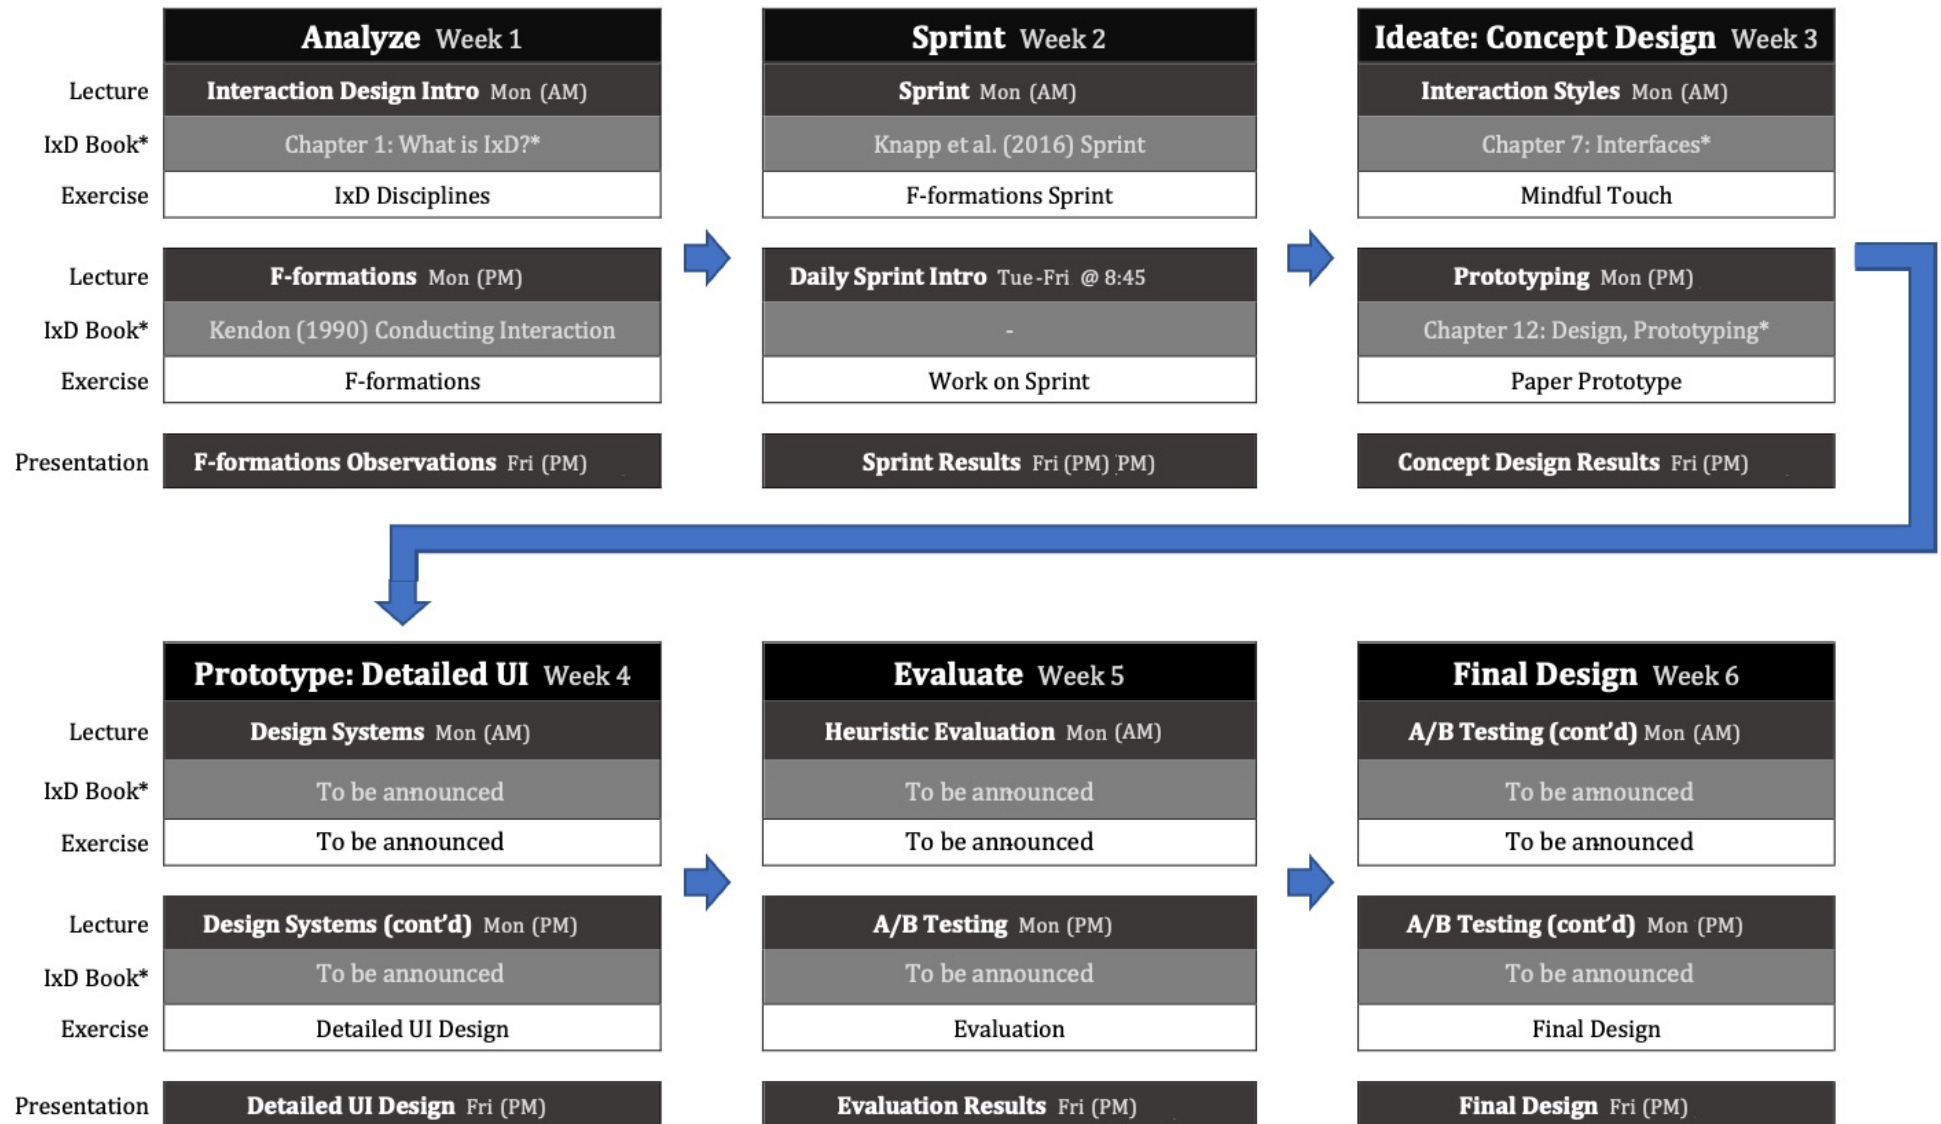 Analyze Week 1
Sprint Week 2
Ideate: Concept Design Week 3
Lecture
Interaction Design Intro Mon (AM)
Sprint Mon (AM)
Interaction Styles Mon (AM)
IxD Book*
Chapter 1: What is IxD?*
Knapp et al. (2016) Sprint
Chapter 7: Interfaces*
Exercise
IxD Disciplines
F-formations Sprint
Mindful Touch
Lecture
F-formations Mon (PM)
Daily Sprint Intro Tue-Fri @ 8:45
Prototyping Mon (PM)
IxD Book*
Kendon (1990) Conducting Interaction
-
Chapter 12: Design, Prototyping*
Exercise
F-formations
Work on Sprint
Paper Prototype
Presentation
F-formations Observations Fri (PM)
Sprint Results Fri (PM) PM)
Concept Design Results Fri (PM)
Prototype: Detailed UI Week 4
Evaluate Week 5
Final Design Week 6
Lecture
Design Systems Mon (AM)
Heuristic Evaluation Mon (AM)
A/B Testing (cont’d) Mon (AM)
IxD Book*
To be announced
To be announced
To be announced
Exercise
To be announced
To be announced
To be announced
Lecture
Design Systems (cont’d) Mon (PM)
A/B Testing Mon (PM)
A/B Testing (cont’d) Mon (PM)
IxD Book*
To be announced
To be announced
To be announced
Exercise
Detailed UI Design
Evaluation
Final Design
Presentation
Detailed UI Design Fri (PM)
Evaluation Results Fri (PM)
Final Design Fri (PM)